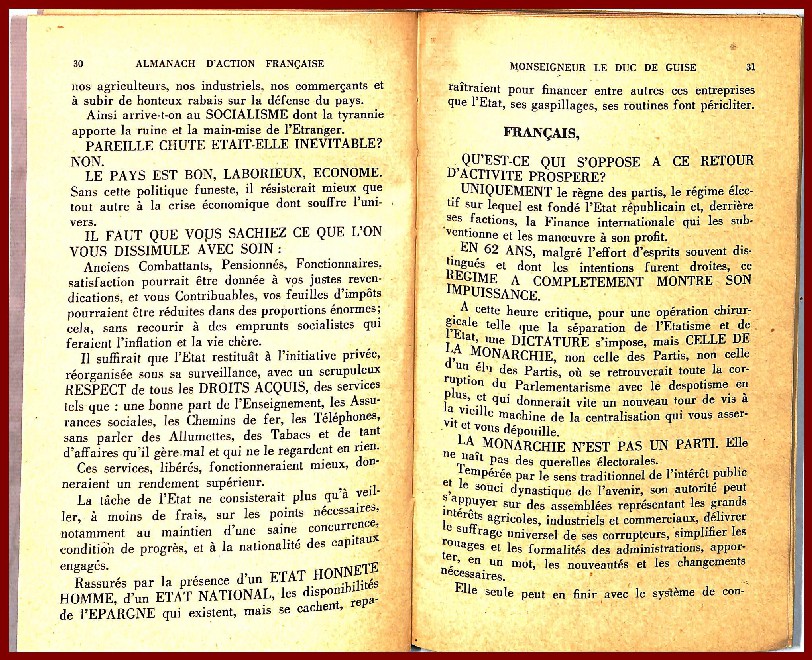 30 ALMANACH D'ACTION FRANÇAISE
nos agriculteurs, nos industriels, nos commerçants et
à subir de honteux rabais sur la défense du pays.
Ainsi arrive-t-on au SOCIALISME dont la tyrannie
apporte la ruine et la main-mise de l'Etranger.
PAREILLE CHUTE ETAIT-ELLE INEVITABLE?
NON.
LE PAYS EST BON, LABORIEUX, ECONOME.
Sans cette politique funeste, il résisterait mieux que
tout autre à la crise économique dont souffre l'uni-
vers.
IL FAUT QUE VOUS SACHIEZ CE QUE L'ON
VOUS DISSIMULE AVEC SOIN :
Anciens Combattants, Pensionnés, Fonctionnaires,
satisfaction pourrait être donnée à vos justes reven-
dications, et vous Contribuables, vos feuilles d'impôts
pourraient être réduites dans des proportions énormes;
cela, sans recourir à des emprunts socialistes qui
feraient l'inflation et la vie chère.
Il suffirait que l'Etat restituât à l'initiative privée,
réorganisée sous sa surveillance, avec un scrupuleux
RESPECT de tous les DROITS ACQUIS, des services
tels que : une bonne part de l'Enseignement, les Assu-
rances sociales, les Chemins de fer, les Téléphones,
sans parler des Allumettes, des Tabacs et de tant
d'affaires qu'il gère mal et qui ne le regardent en rien.
Ces services, libérés, fonctionneraient mieux, don-
neraient un rendement supérieur.
La tâche de l'Etat ne consisterait plus qu'à veil-
ler, à moins de frais, sur les points nécessaires,
notamment au maintien d'une saine concurrence,
condition de progrès, et à la nationalité des capitaux
engagés.
Rassurés par la présence d'un ETAT HONNETE
HOMME, d'un ETAT NATIONAL, les disponibilités
de l'EPARGNE qui existent, mais se cachent, repa-
MONSEIGNEUR LE DUC DE GUISE 31
raîtraient pour financer entre autres ces entreprises
que l'Etat, ses gaspillages, ses routines font péricliter.
FRANÇAIS,
QU'EST-CE QUI S'OPPOSE A CE RETOUR
D'ACTIVITE PROSPERE?
UNIQUEMENT le règne des partis, le régime élec-
tif sur lequel est fondé l'Etat républicain et, derrière
ses factions, la Finance internationale qui les sub-
ventionne et les manœuvre à son profit.
EN 62 ANS, malgré l'effort d'esprits souvent dis-
tingués et dont les intentions furent droites, ce
REGIME A COMPLETEMENT MONTRE SON
IMPUISSANCE.
A cette heure critique, pour une opération chirur-
gicale telle que la séparation de l'Etatisme et de
l'Etat, une DICTATURE s'impose, mais CELLE DE
LA MONARCHIE, non celle des Partis, non celle
d'un élu des Partis, où se retrouverait toute la cor-
ruption du Parlementarisme avec le despotisme en
plus, et qui donnerait vite un nouveau tour de vis à
la vieille machine de la centralisation qui vous asser-
vit et vous dépouille.
LA MONARCHIE N'EST PAS UN PARTI. Elle
ne naît pas des querelles électorales.
Tempérée par le sens traditionnel de l'intérêt public
et le souci dynastique de l'avenir, son autorité peut
s'appuyer sur des assemblées représentant les grands
intérêts agricoles, industriels et commerciaux, délivrer
le suffrage universel de ses corrupteurs, simplifier les
rouages et les formalités des administrations, appor-
ter, en un mot, les nouveautés et les changements
nécessaires.
Elle seule peut en finir avec le système de con-